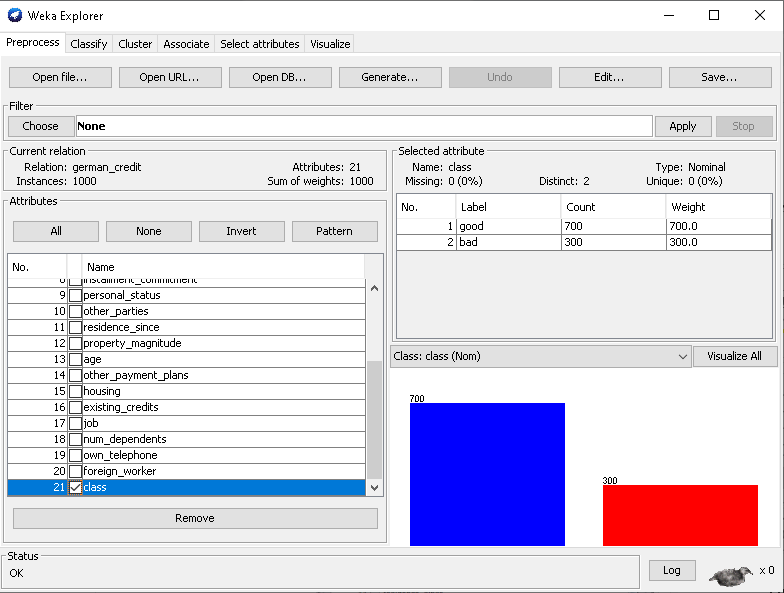 Weka Explorer
Preprocess Classify Cluster Associate Select attributes Visualize
Open file... Open URL... Open DB... Generate... Undo Edit... Save...
Filter
Choose None Apply Stop
Current relation
Relation: german_credit Attributes: 21
Instances: 1000 Sum of weights: 1000
Attributes
All None Invert Pattern
No. Name
8 installment_commitment
9 personal_status
10 other_parties
11 residence_since
12 property_magnitude
13 age
14 other_payment_plans
15 housing
16 existing_credits
17 job
18 num_dependents
19 own_telephone
20 foreign_worker
21 class
Remove
Selected attribute
Name: class Type: Nominal
Missing: 0 (0%) Distinct: 2 Unique: 0 (0%)
No. Label Count Weight
1 good 700 700.0
2 bad 300 300.0
Class: class (Nom) Visualize All
700
300
Status
OK
Log x 0